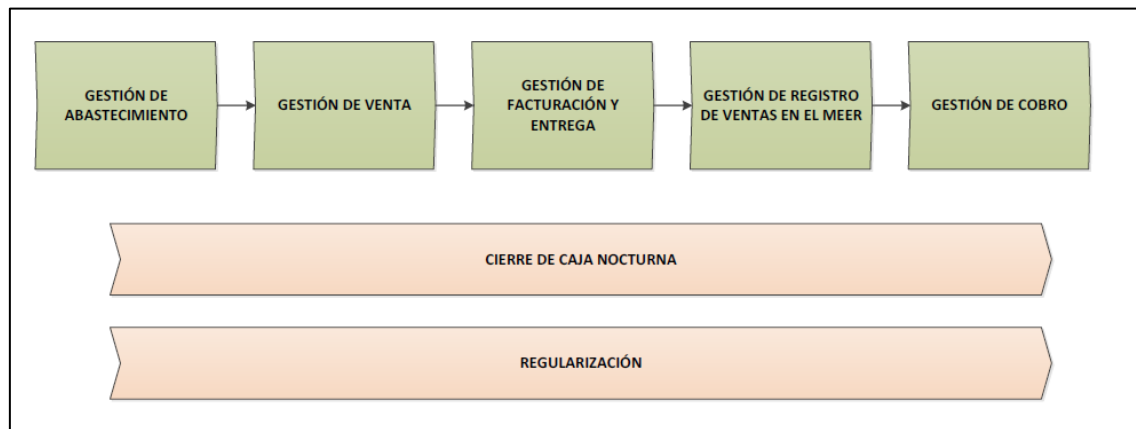 GESTIÓN DE
ABASTECIMIENTO
GESTIÓN DE VENTA
GESTIÓN DE
FACTURACIÓN Y
ENTREGA
GESTIÓN DE REGISTRO
DE VENTAS EN EL MEER
GESTIÓN DE COBRO
CIERRE DE CAJA NOCTURNA
REGULARIZACIÓN